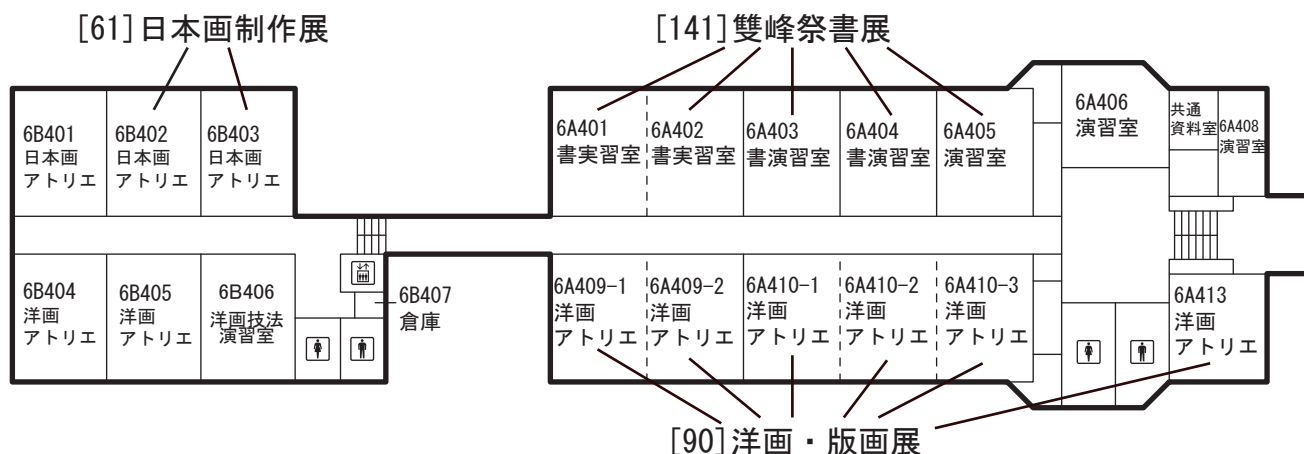 [61]日本画制作展
[141]雙峰祭書展
6B401
日本画
アトリエ
6B402
日本画
アトリエ
6B403
日本画
アトリエ
6A401
書実習室
6A402
書実習室
6A403
書演習室
6A404
書演習室
6A405
演習室
6A406
演習室
共通
資料室
6A408
演習室
6B404
洋画
アトリエ
6B405
洋画
アトリエ
6B406
洋画技法
演習室
6B407
倉庫
6A409-1
洋画
アトリエ
6A409-2
洋画
アトリエ
6A410-1
洋画
アトリエ
6A410-2
洋画
アトリエ
6A410-3
洋画
アトリエ
6A413
洋画
アトリエ
[90]洋画・版画展